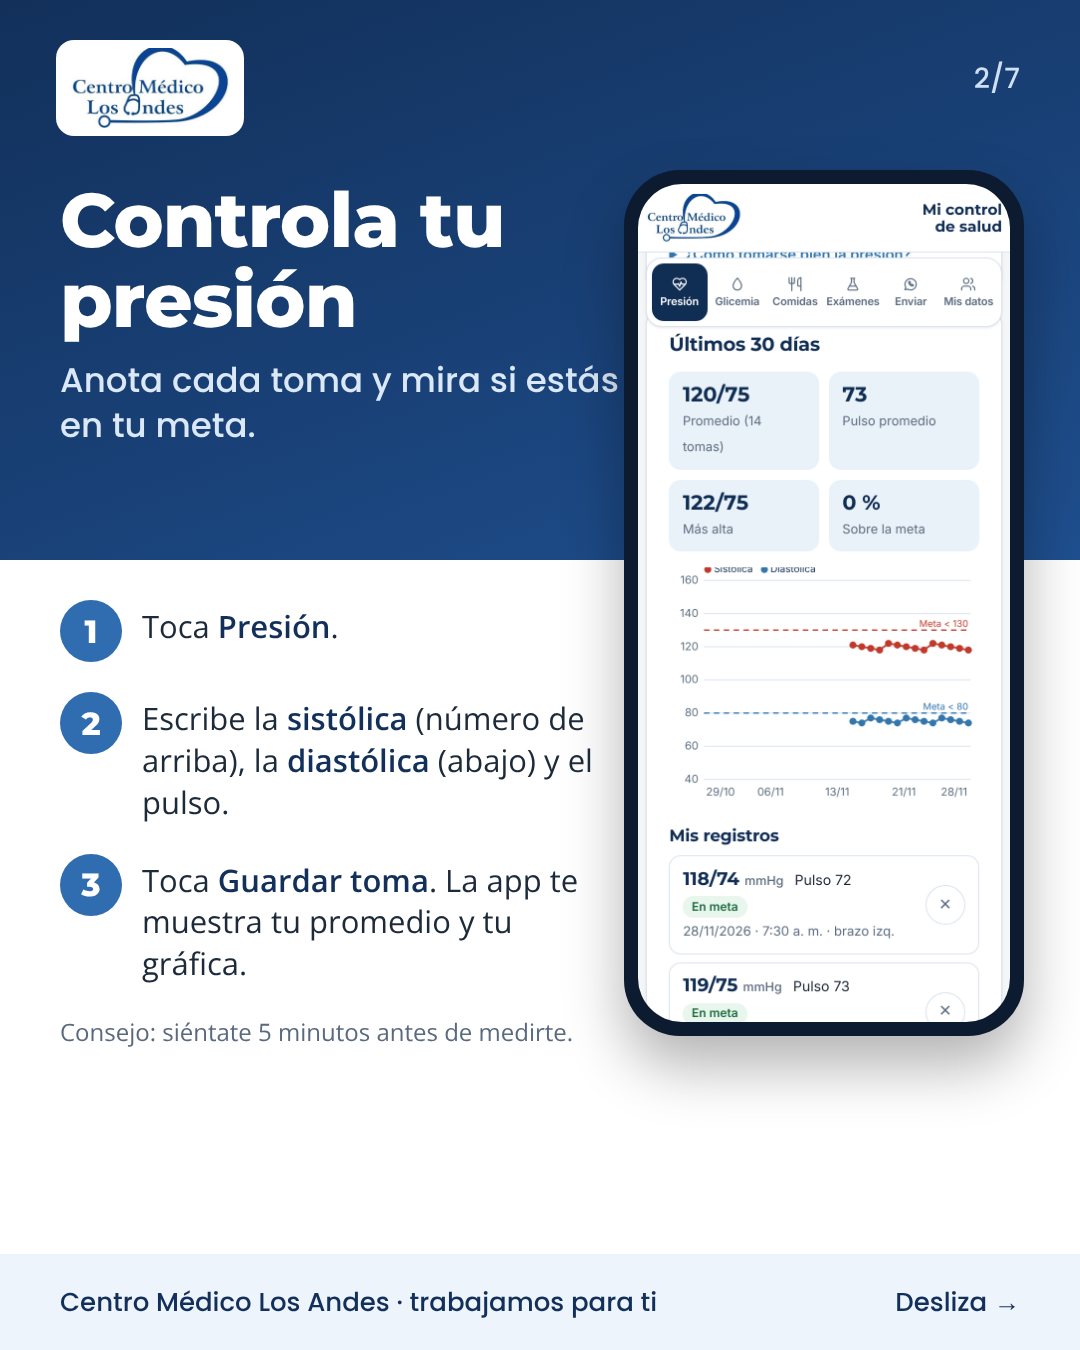 Centro Médico
Los Andes
2/7
Controla tu
presión
Anota cada toma y mira si estás
en tu meta.
1 Toca Presión.
2 Escribe la sistólica (número de
arriba), la diastólica (abajo) y el
pulso.
3 Toca Guardar toma. La app te
muestra tu promedio y tu
gráfica.
Consejo: siéntate 5 minutos antes de medirte.
Centro Médico
Los Andes
Mi control
de salud
¿Cómo tomarse bien la presión?
Presión Glicemia Comidas Exámenes Enviar Mis datos
Últimos 30 días
120/75
Promedio (14
tomas)
73
Pulso promedio
122/75
Más alta
0 %
Sobre la meta
Sistólica Diastólica
160
140
Meta < 130
120
100
80
Meta < 80
60
40
29/10 06/11 13/11 21/11 28/11
Mis registros
118/74 mmHg Pulso 72
En meta
×
28/11/2026 · 7:30 a. m. · brazo izq.
119/75 mmHg Pulso 73
En meta
×
Centro Médico Los Andes · trabajamos para ti
Desliza →